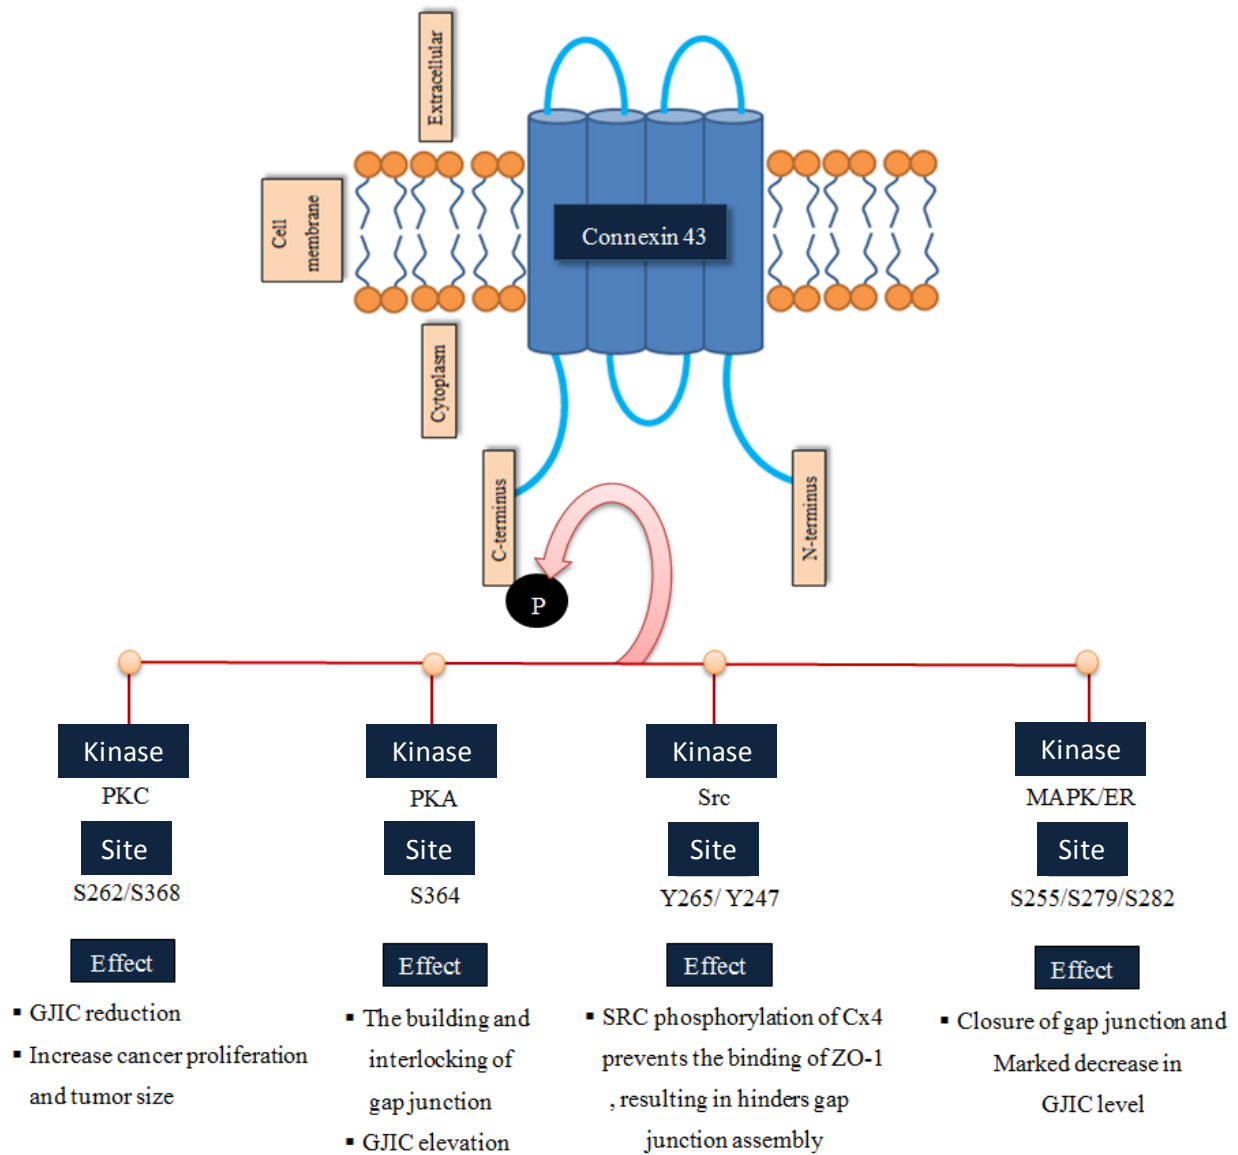 Extracellular
Cell
membrane
Connexin 43
Cytoplasm
C-terminus
N-terminus
P
Kinase
PKC
Site
S262/S368
Effect
▪ GJIC reduction
▪ Increase cancer proliferation
and tumor size
Kinase
PKA
Site
S364
Effect
▪ The building and
interlocking of
gap junction
▪ GJIC elevation
Kinase
Src
Site
Y265/ Y247
Effect
▪ SRC phosphorylation of Cx4
prevents the binding of ZO-1
, resulting in hinders gap
junction assembly
Kinase
MAPK/ER
Site
S255/S279/S282
Effect
▪ Closure of gap junction and
Marked decrease in
GJIC level